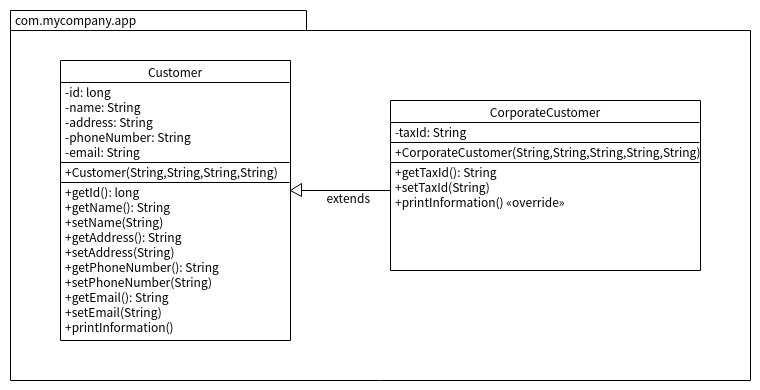 com.mycompany.app
Customer
-id: long
-name: String
-address: String
-phoneNumber: String
-email: String
+Customer(String,String,String,String)
+getId(): long
+getName(): String
+setName(String)
+getAddress(): String
+setAddress(String)
+getPhoneNumber(): String
+setPhoneNumber(String)
+getEmail(): String
+setEmail(String)
+printInformation()
extends
CorporateCustomer
-taxId: String
+CorporateCustomer(String,String,String,String,String)
+getTaxId(): String
+setTaxId(String)
+printInformation() «override»